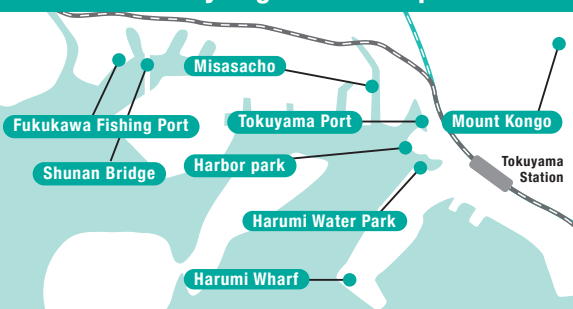 Misasacho
Fukukawa Fishing Port
Tokuyama Port
Mount Kongo
Shunan Bridge
Harbor park
Tokuyama
Station
Harumi Water Park
Harumi Wharf